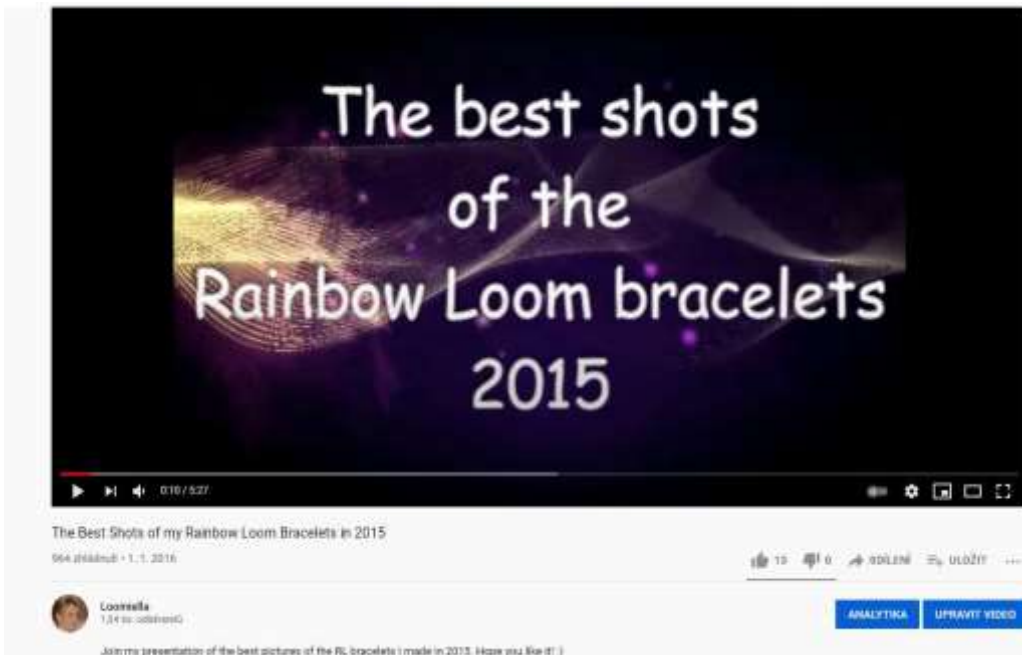 The best shots
of the
Rainbow Loom bracelets
2015
0:10 / 5:27
The Best Shots of my Rainbow Loom Bracelets in 2015
964 zhlédnutí • 1. 1. 2016
13 0 SDÍLENÍ ULOŽIT ...
Loomiella
ANALYTIKA UPRAVIT VIDEO
Join my presentation of the best pictures of the RL bracelets I made in 2015. Hope you like it! :)